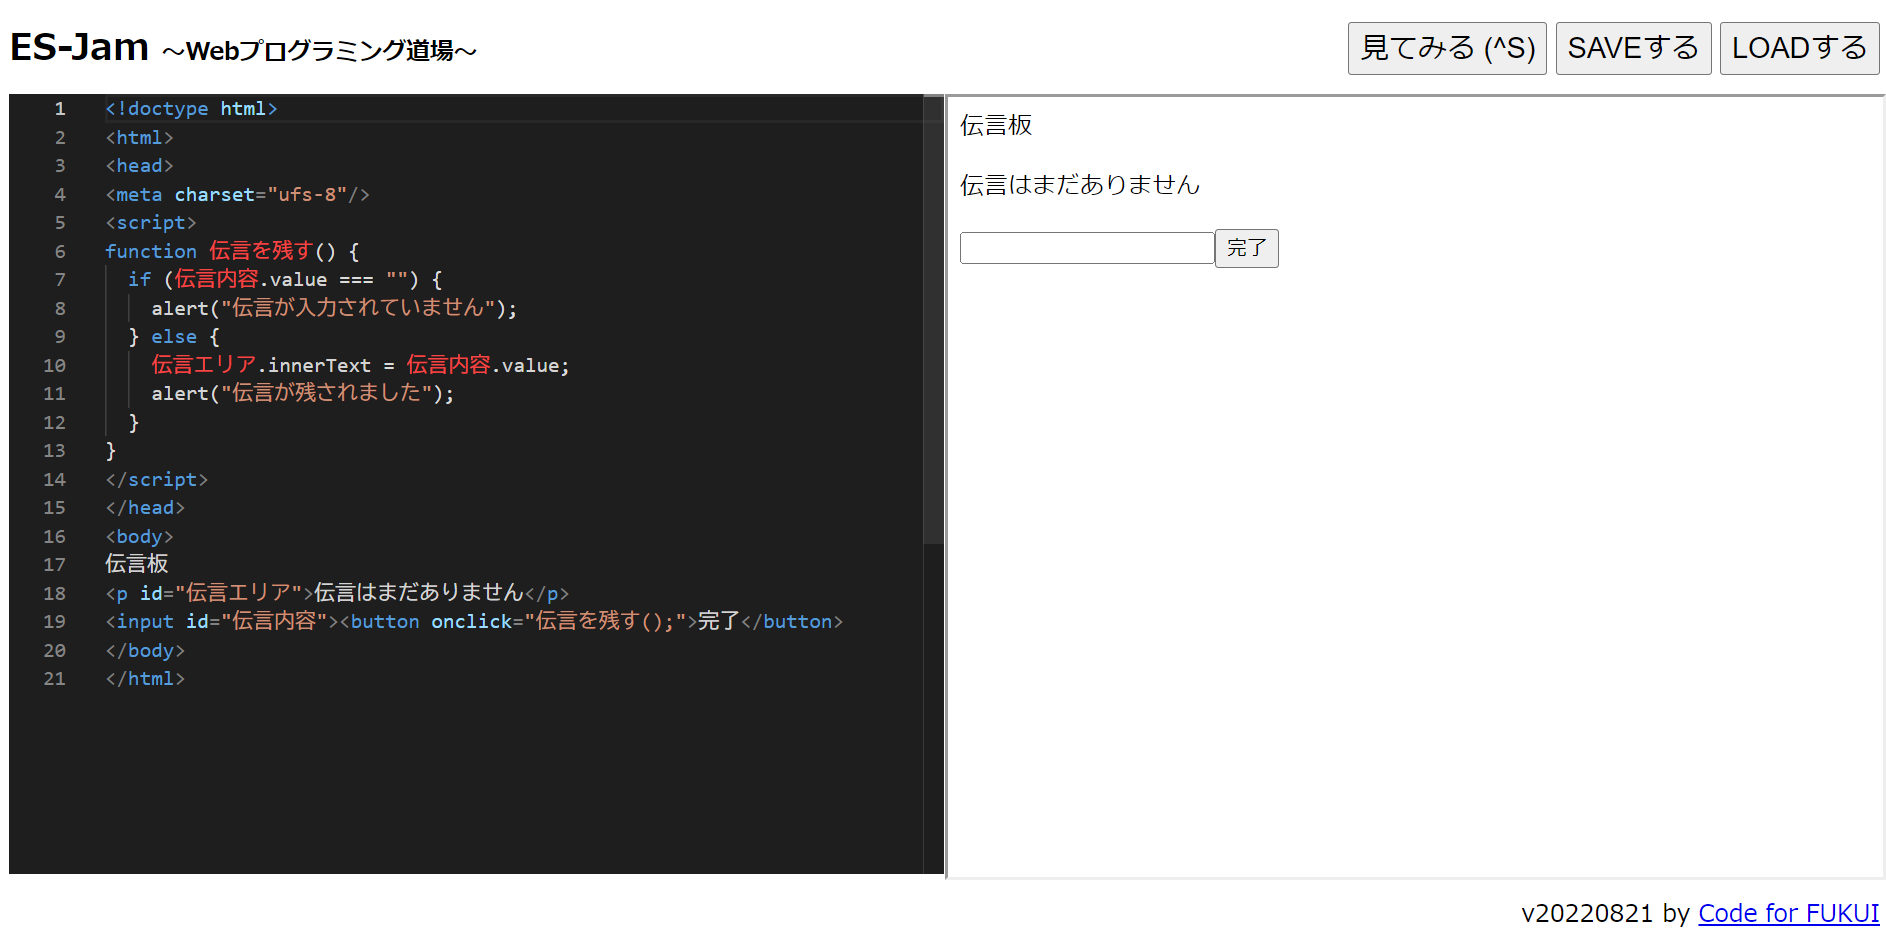 ES-Jam ～Webプログラミング道場～
見てみる (^S) SAVEする LOADする
1 <!doctype html>
2 <html>
3 <head>
4 <meta charset="ufs-8"/>
5 <script>
6 function 伝言を残す() {
7 if (伝言内容.value === "") {
8 alert("伝言が入力されていません");
9 } else {
10 伝言エリア.innerText = 伝言内容.value;
11 alert("伝言が残されました");
12 }
13 }
14 </script>
15 </head>
16 <body>
17 伝言板
18 <p id="伝言エリア">伝言はまだありません</p>
19 <input id="伝言内容"><button onclick="伝言を残す();">完了</button>
20 </body>
21 </html>
伝言板
伝言はまだありません
完了
v20220821 by Code for FUKUI